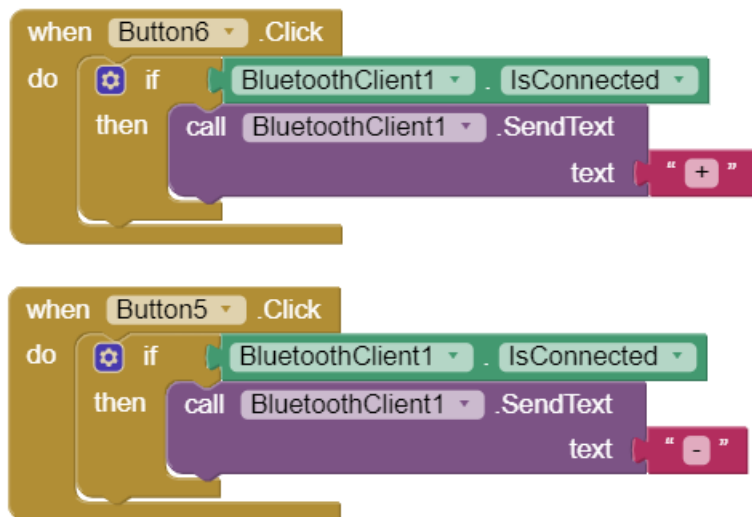 when Button6 .Click
do if BluetoothClient1 . IsConnected
then call BluetoothClient1 .SendText
text " + "
when Button5 .Click
do if BluetoothClient1 . IsConnected
then call BluetoothClient1 .SendText
text " - "